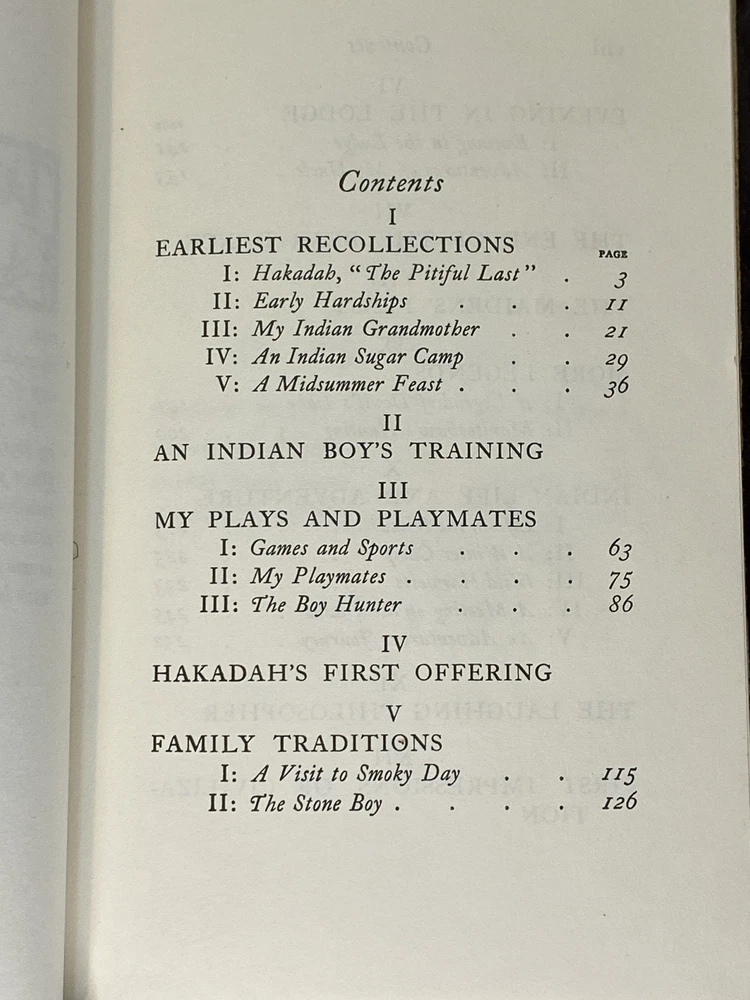 Contents
I
EARLIEST RECOLLECTIONS PAGE
I: Hakadah, "The Pitiful Last" . 3
II: Early Hardships . . 11
III: My Indian Grandmother . . 21
IV: An Indian Sugar Camp . . 29
V: A Midsummer Feast . . . 36
II
AN INDIAN BOY'S TRAINING
III
MY PLAYS AND PLAYMATES
I: Games and Sports . . . 63
II: My Playmates . . . . 75
III: The Boy Hunter . . . 86
IV
HAKADAH'S FIRST OFFERING
V
FAMILY TRADITIONS
I: A Visit to Smoky Day . . 115
II: The Stone Boy . . . . 126